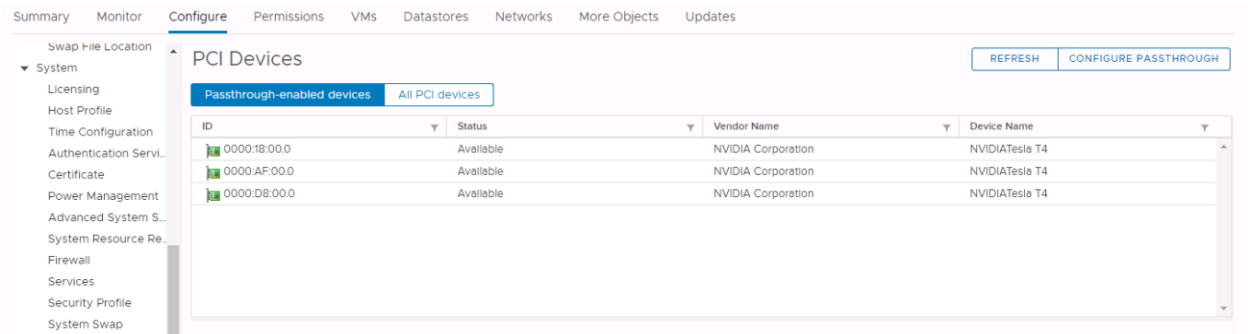 Summary Monitor Configure Permissions VMs Datastores Networks More Objects Updates
Swap File Location
System
Licensing
Host Profile
Time Configuration
Authentication Servi...
Certificate
Power Management
Advanced System S...
System Resource Re...
Firewall
Services
Security Profile
System Swap
PCI Devices
REFRESH CONFIGURE PASSTHROUGH
Passthrough-enabled devices All PCI devices
ID Status Vendor Name Device Name
0000:18:00.0 Available NVIDIA Corporation NVIDIATesla T4
0000:AF:00.0 Available NVIDIA Corporation NVIDIATesla T4
0000:D8:00.0 Available NVIDIA Corporation NVIDIATesla T4